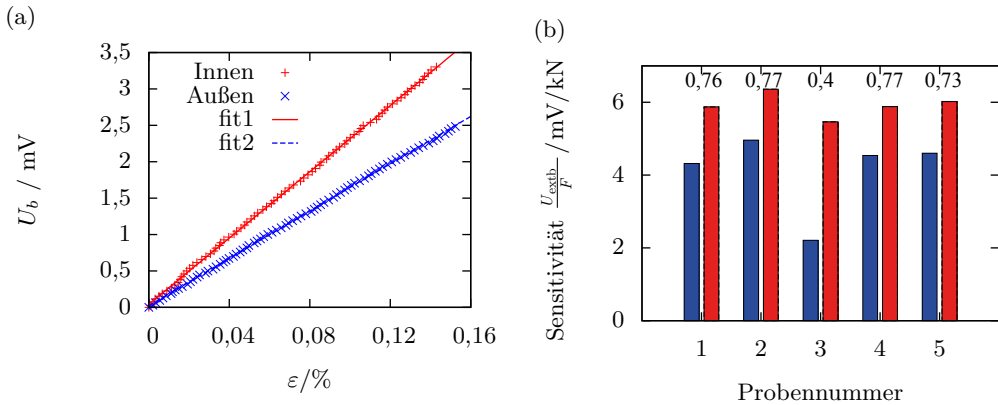 (a)
U_b / mV
3,5
3
2,5
2
1,5
1
0,5
0
Innen
Außen
fit1
fit2
0 0,04 0,08 0,12 0,16
ε/%
(b)
Sensitivität U_extb/F /mV/kN
6
4
2
0
0,76 0,77 0,4 0,77 0,73
1 2 3 4 5
Probennummer